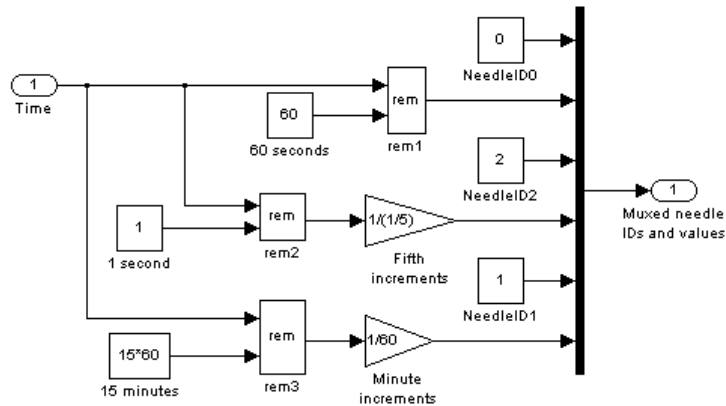 0
NeedleID0
1
Time
rem
rem1
60
60 seconds
2
NeedleID2
1
Muxed needle
IDs and values
1
1 second
rem
rem2
1/(1/5)
Fifth
increments
1
NeedleID1
15*60
15 minutes
rem
rem3
1/60
Minute
increments